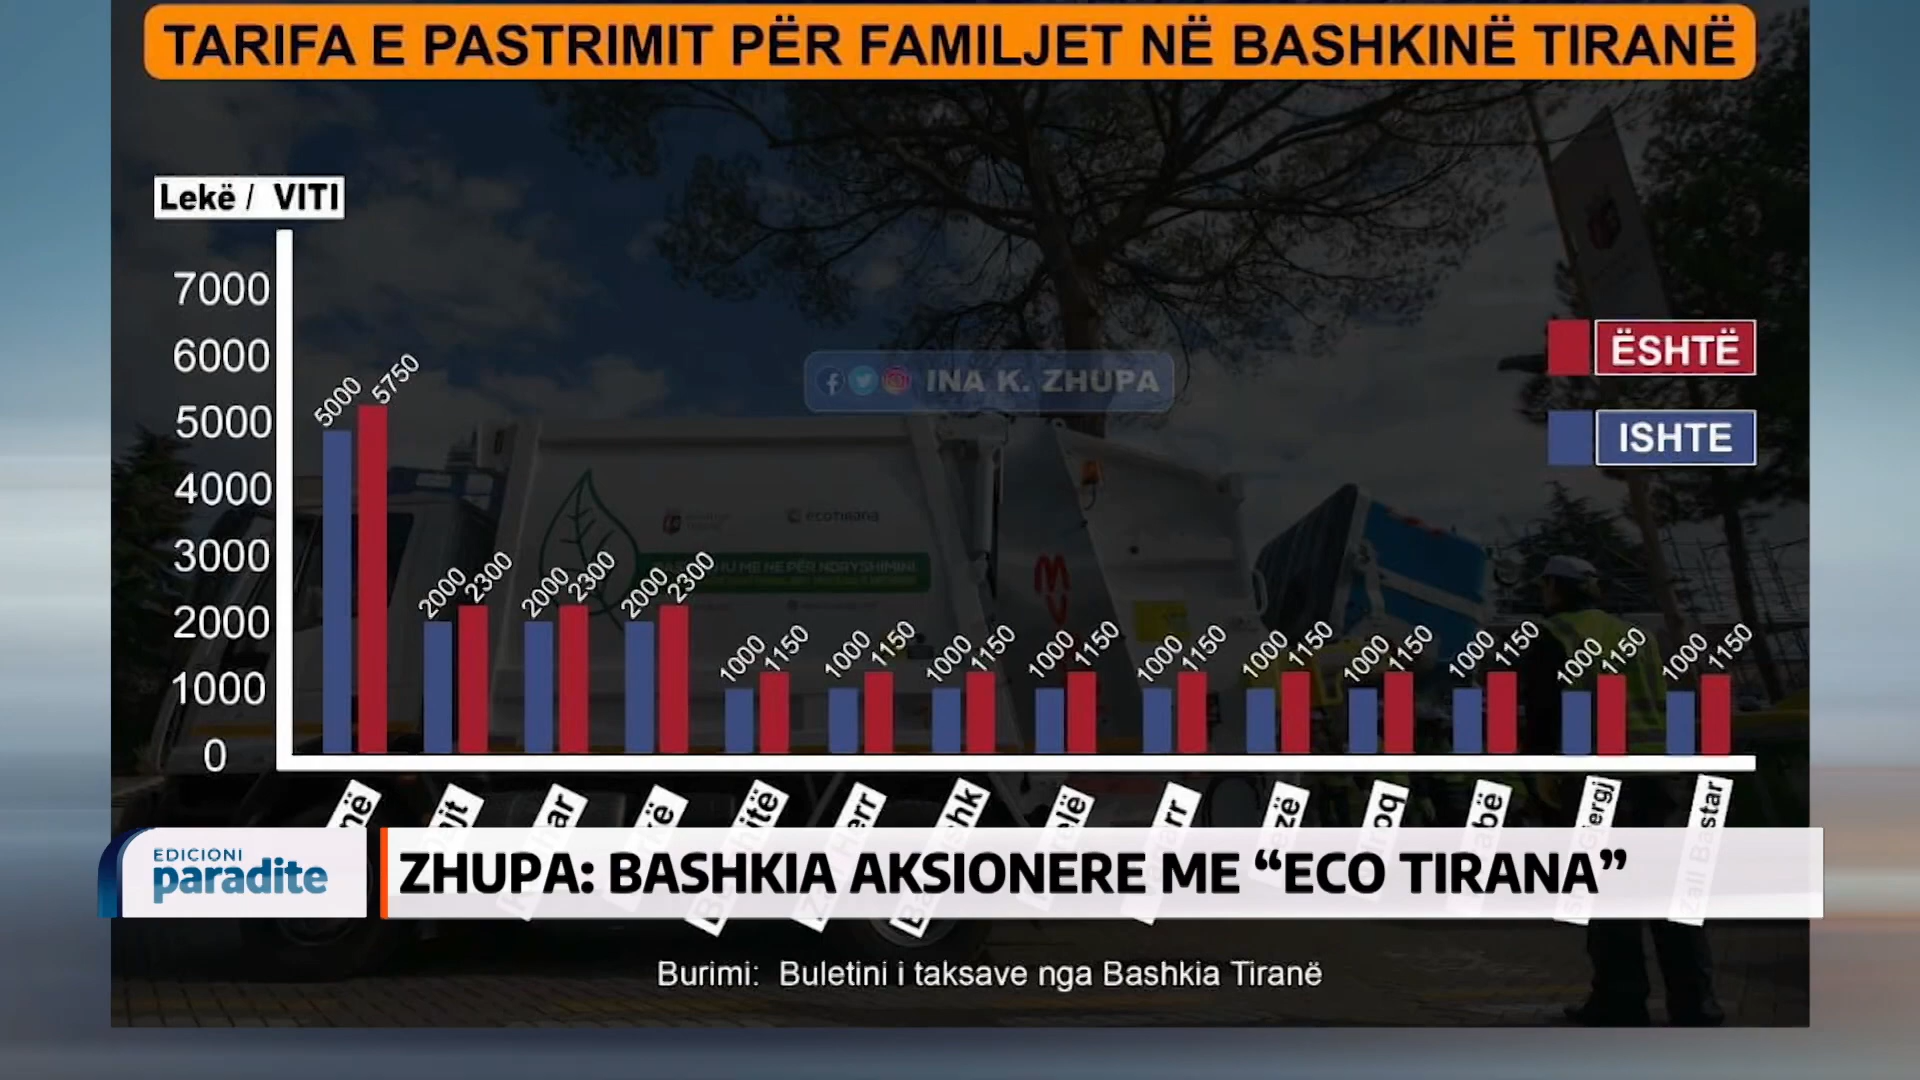 TARIFA E PASTRIMIT PËR FAMILJET NË BASHKINË TIRANË
Lekë / VITI
7000
6000
5000
4000
3000
2000
1000
0
5000 5750
2000 2300
2000 2300
2000 2300
1000 1150
1000 1150
1000 1150
1000 1150
1000 1150
1000 1150
1000 1150
1000 1150
1000 1150
1000 1150
ËSHTË
ISHTE
INA K. ZHUPA
ecotirana
Zall Bastar
EDICIONI
paradite
ZHUPA: BASHKIA AKSIONERE ME “ECO TIRANA”
Burimi: Buletini i taksave nga Bashkia Tiranë